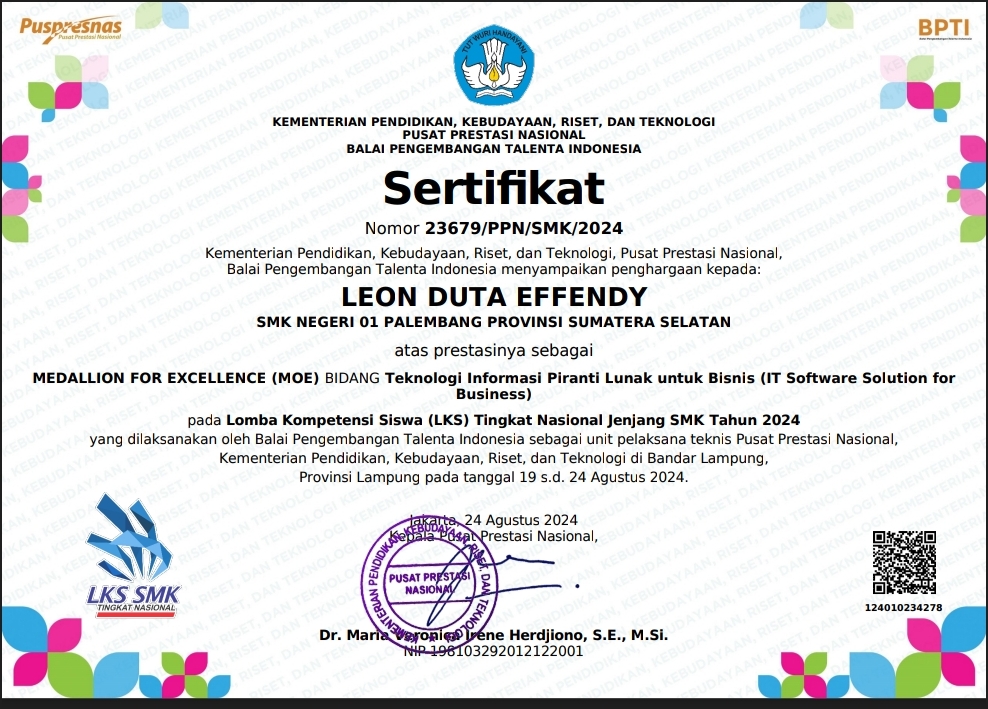 Puspresnas
Pusat Prestasi Nasional
BPTI
Balai Pengembangan Talenta Indonesia
TUT WURI HANDAYANI
KEMENTERIAN PENDIDIKAN, KEBUDAYAAN, RISET, DAN TEKNOLOGI
PUSAT PRESTASI NASIONAL
BALAI PENGEMBANGAN TALENTA INDONESIA
Sertifikat
Nomor 23679/PPN/SMK/2024
Kementerian Pendidikan, Kebudayaan, Riset, dan Teknologi, Pusat Prestasi Nasional,
Balai Pengembangan Talenta Indonesia menyampaikan penghargaan kepada:
LEON DUTA EFFENDY
SMK NEGERI 01 PALEMBANG PROVINSI SUMATERA SELATAN
atas prestasinya sebagai
MEDALLION FOR EXCELLENCE (MOE) BIDANG Teknologi Informasi Piranti Lunak untuk Bisnis (IT Software Solution for
Business)
pada Lomba Kompetensi Siswa (LKS) Tingkat Nasional Jenjang SMK Tahun 2024
yang dilaksanakan oleh Balai Pengembangan Talenta Indonesia sebagai unit pelaksana teknis Pusat Prestasi Nasional,
Kementerian Pendidikan, Kebudayaan, Riset, dan Teknologi di Bandar Lampung,
Provinsi Lampung pada tanggal 19 s.d. 24 Agustus 2024.
Jakarta, 24 Agustus 2024
Kepala Pusat Prestasi Nasional,
KEMENTERIAN PENDIDIKAN, KEBUDAYAAN, RISET, DAN TEKNOLOGI
PUSAT PRESTASI
NASIONAL
LKS SMK
TINGKAT NASIONAL
124010234278
Dr. Maria Veronica Irene Herdjiono, S.E., M.Si.
NIP 198103292012122001